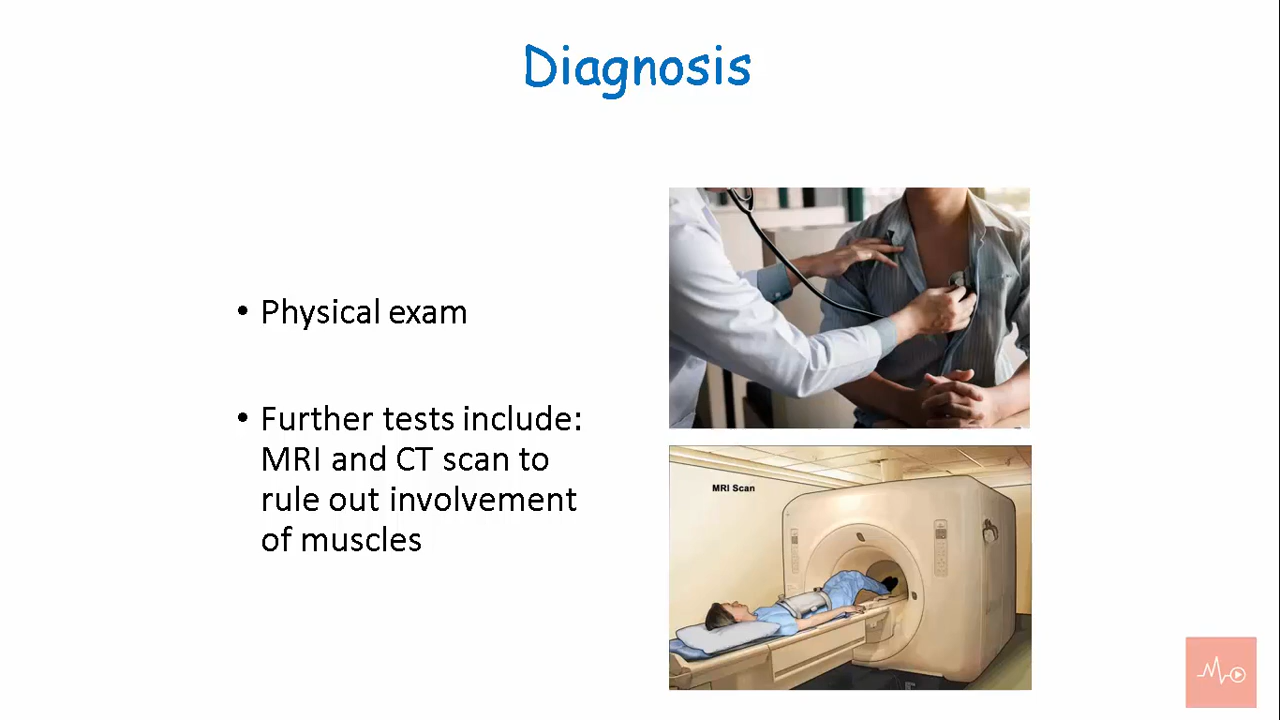 Diagnosis
• Physical exam
• Further tests include:
MRI and CT scan to
rule out involvement
of muscles
MRI Scan